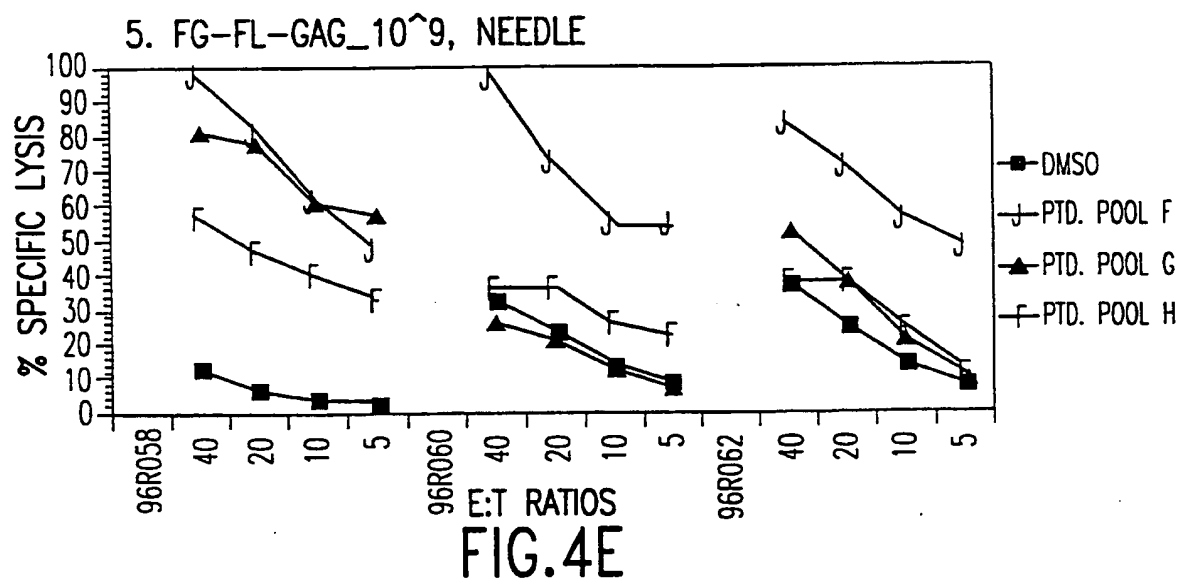 5. FG-FL-GAG_10^9, NEEDLE
% SPECIFIC LYSIS
100
90
80
70
60
50
40
30
20
10
0
96R058 40 20 10 5 96R060 40 20 10 5 96R062 40 20 10 5
E:T RATIOS
DMSO
PTD. POOL F
PTD. POOL G
PTD. POOL H
FIG.4E